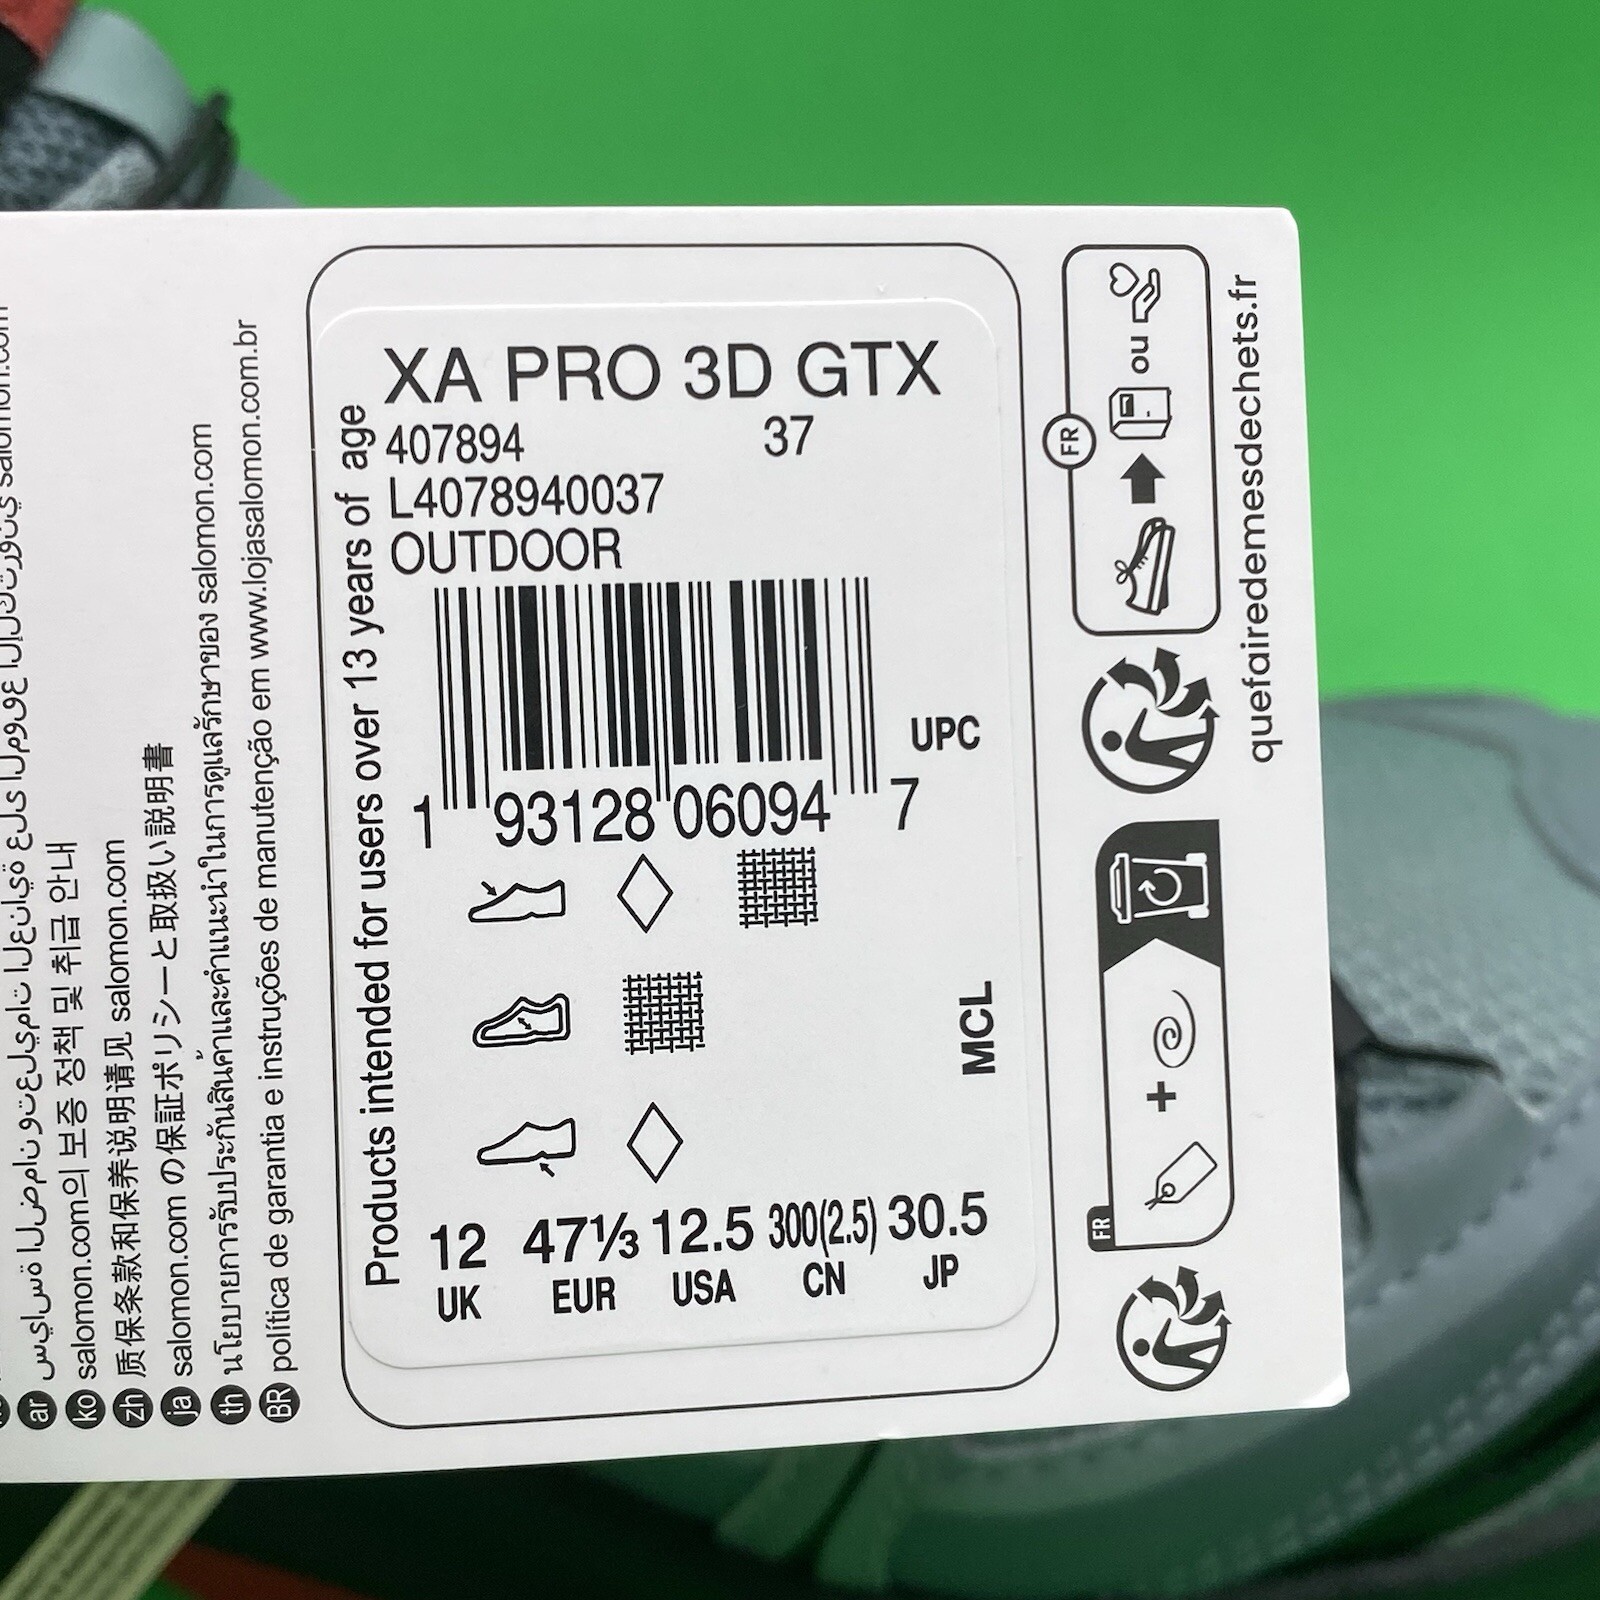 XA PRO 3D GTX
407894 37
L4078940037
OUTDOOR
1 93128 06094 7
UPC
MCL
12 47⅓ 12.5 300(2.5) 30.5
UK EUR USA CN JP
Products intended for users over 13 years of age
FR
ou
quefairedemesdechets.fr
FR
+
ar سياسة الضمان وتعليمات العناية على الموقع الإلكتروني salomon.com
ko salomon.com의 보증 정책 및 취급 안내
zh 质保条款和保养说明请见 salomon.com
ja salomon.com の保証ポリシーと取扱い説明書
th นโยบายการรับประกันสินค้าและคำแนะนำในการดูแลรักษาของ salomon.com
BR política de garantia e instruções de manutenção em www.lojasalomon.com.br